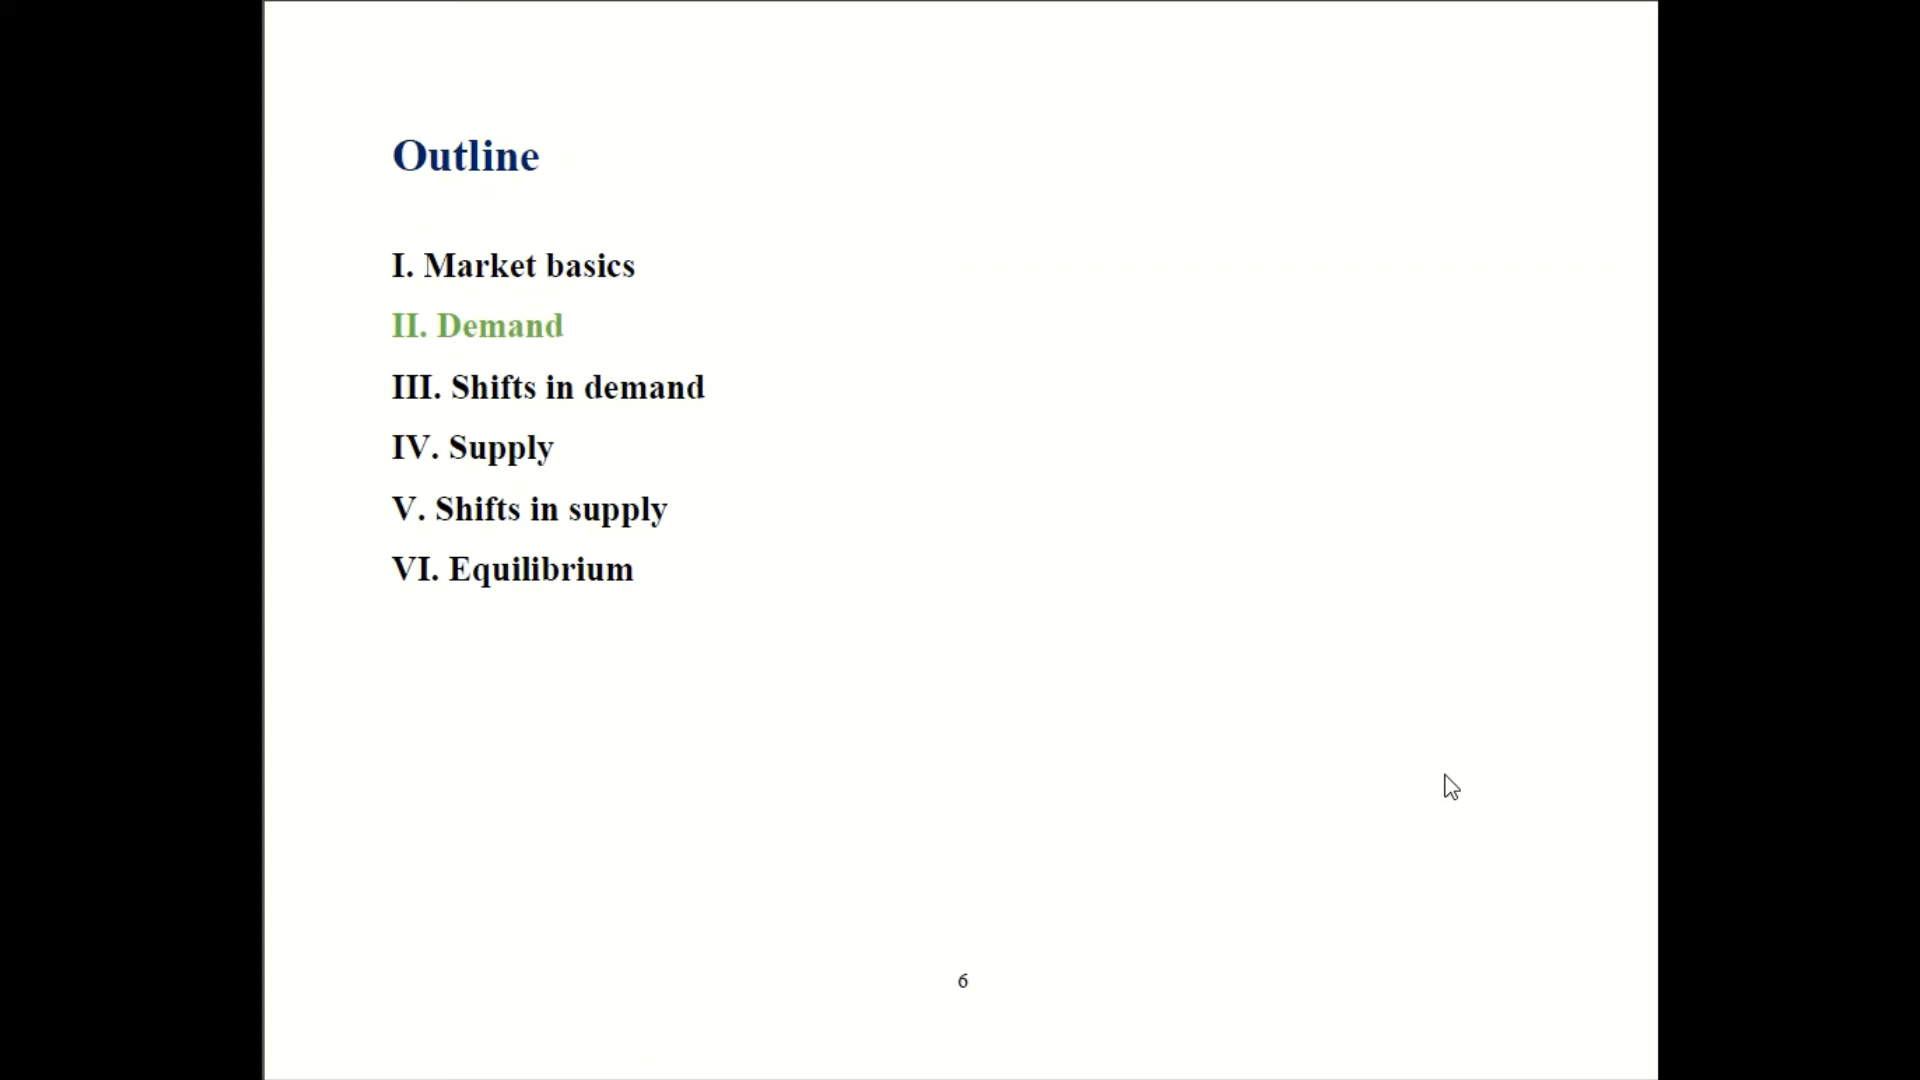 Outline
I. Market basics
II. Demand
III. Shifts in demand
IV. Supply
V. Shifts in supply
VI. Equilibrium
6